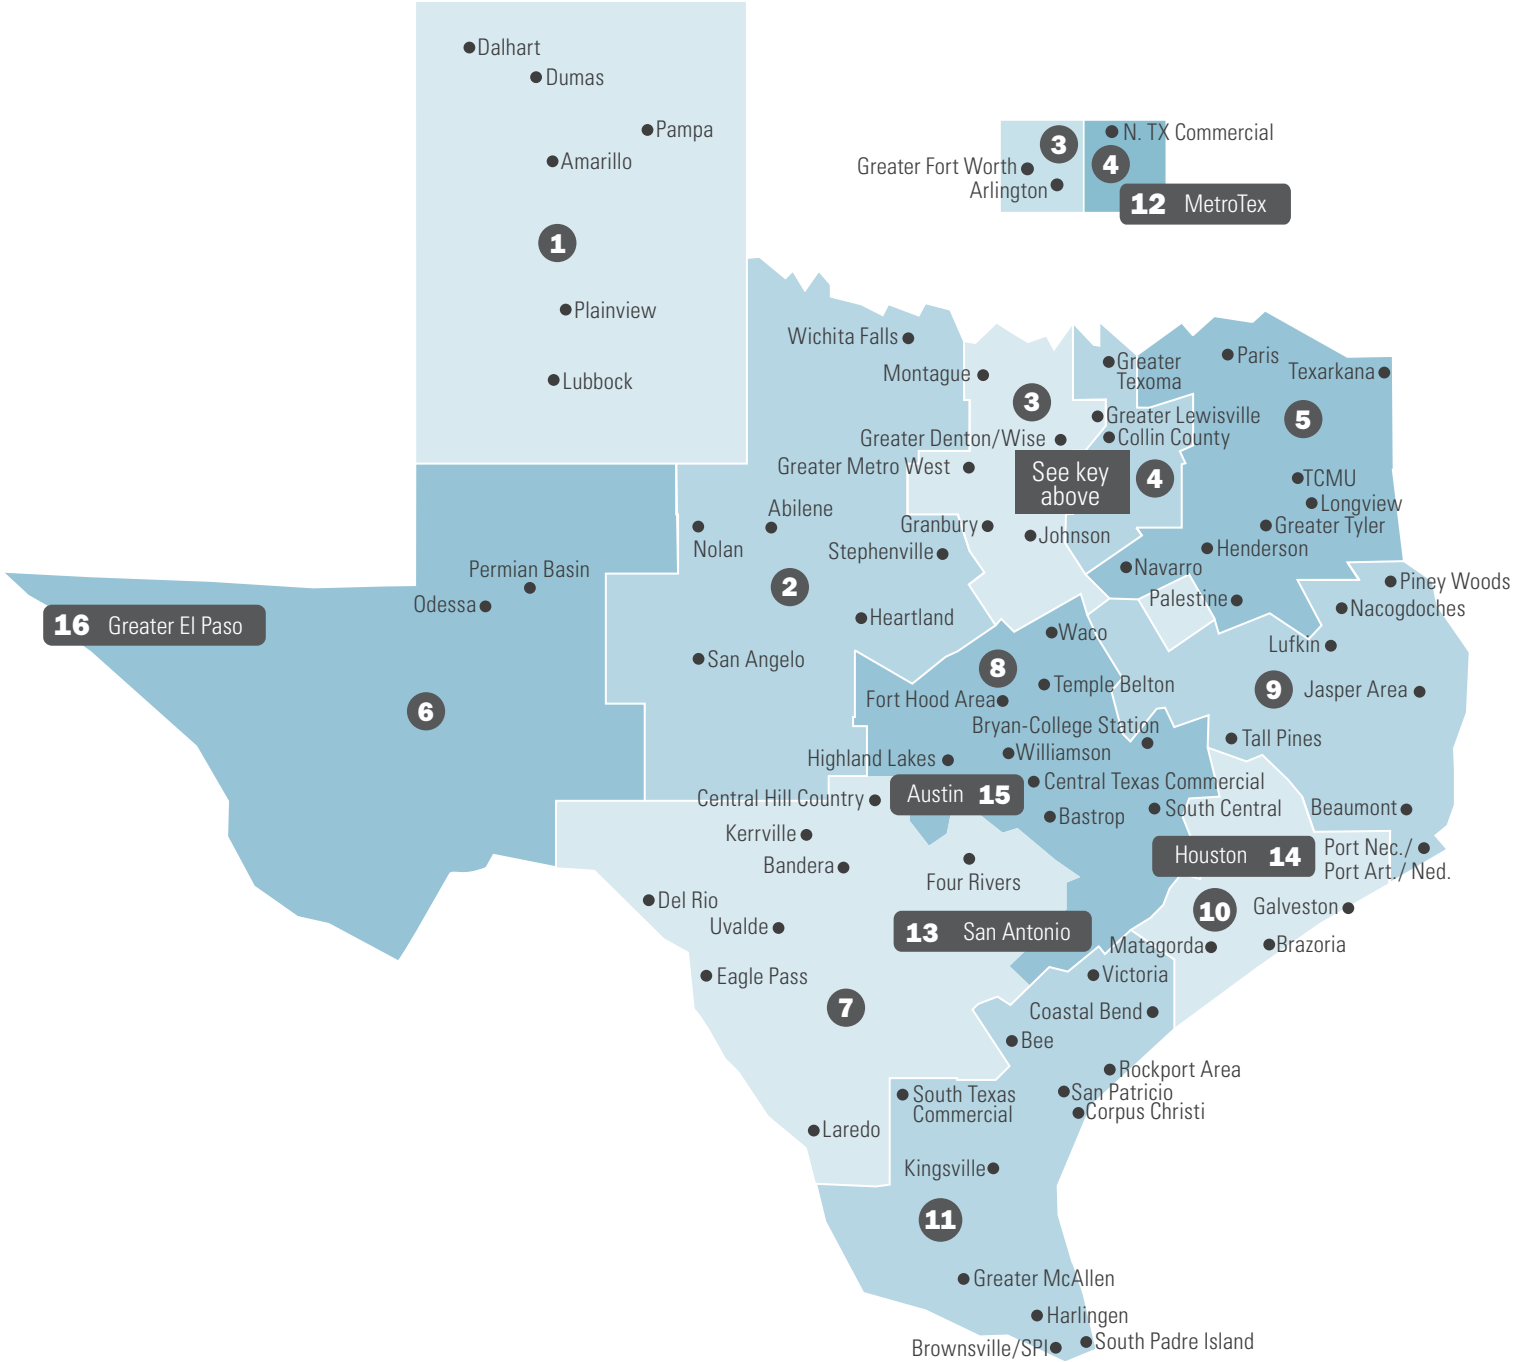 Dalhart
Dumas
Pampa
Amarillo
1
Plainview
Lubbock
3
4
N. TX Commercial
Greater Fort Worth
Arlington
12 MetroTex
Wichita Falls
Montague
3
Greater
Texoma
Paris
Texarkana
5
Greater Lewisville
Greater Denton/Wise
Collin County
Greater Metro West
See key
above
4
TCMU
Longview
Greater Tyler
Henderson
Nolan
Abilene
Granbury
Stephenville
Johnson
Navarro
Palestine
Piney Woods
Nacogdoches
Lufkin
Permian Basin
Odessa
16 Greater El Paso
2
Heartland
San Angelo
6
Waco
8
Temple Belton
Fort Hood Area
Bryan-College Station
Williamson
Highland Lakes
9
Jasper Area
Tall Pines
Central Hill Country
Austin 15
Central Texas Commercial
Bastrop
South Central
Beaumont
Kerrville
Bandera
Four Rivers
Houston 14
Port Nec./
Port Art./ Ned.
Del Rio
Uvalde
13 San Antonio
10
Galveston
Matagorda
Brazoria
Eagle Pass
7
Victoria
Coastal Bend
Bee
Rockport Area
San Patricio
Corpus Christi
South Texas
Commercial
Laredo
Kingsville
11
Greater McAllen
Harlingen
Brownsville/SPI
South Padre Island